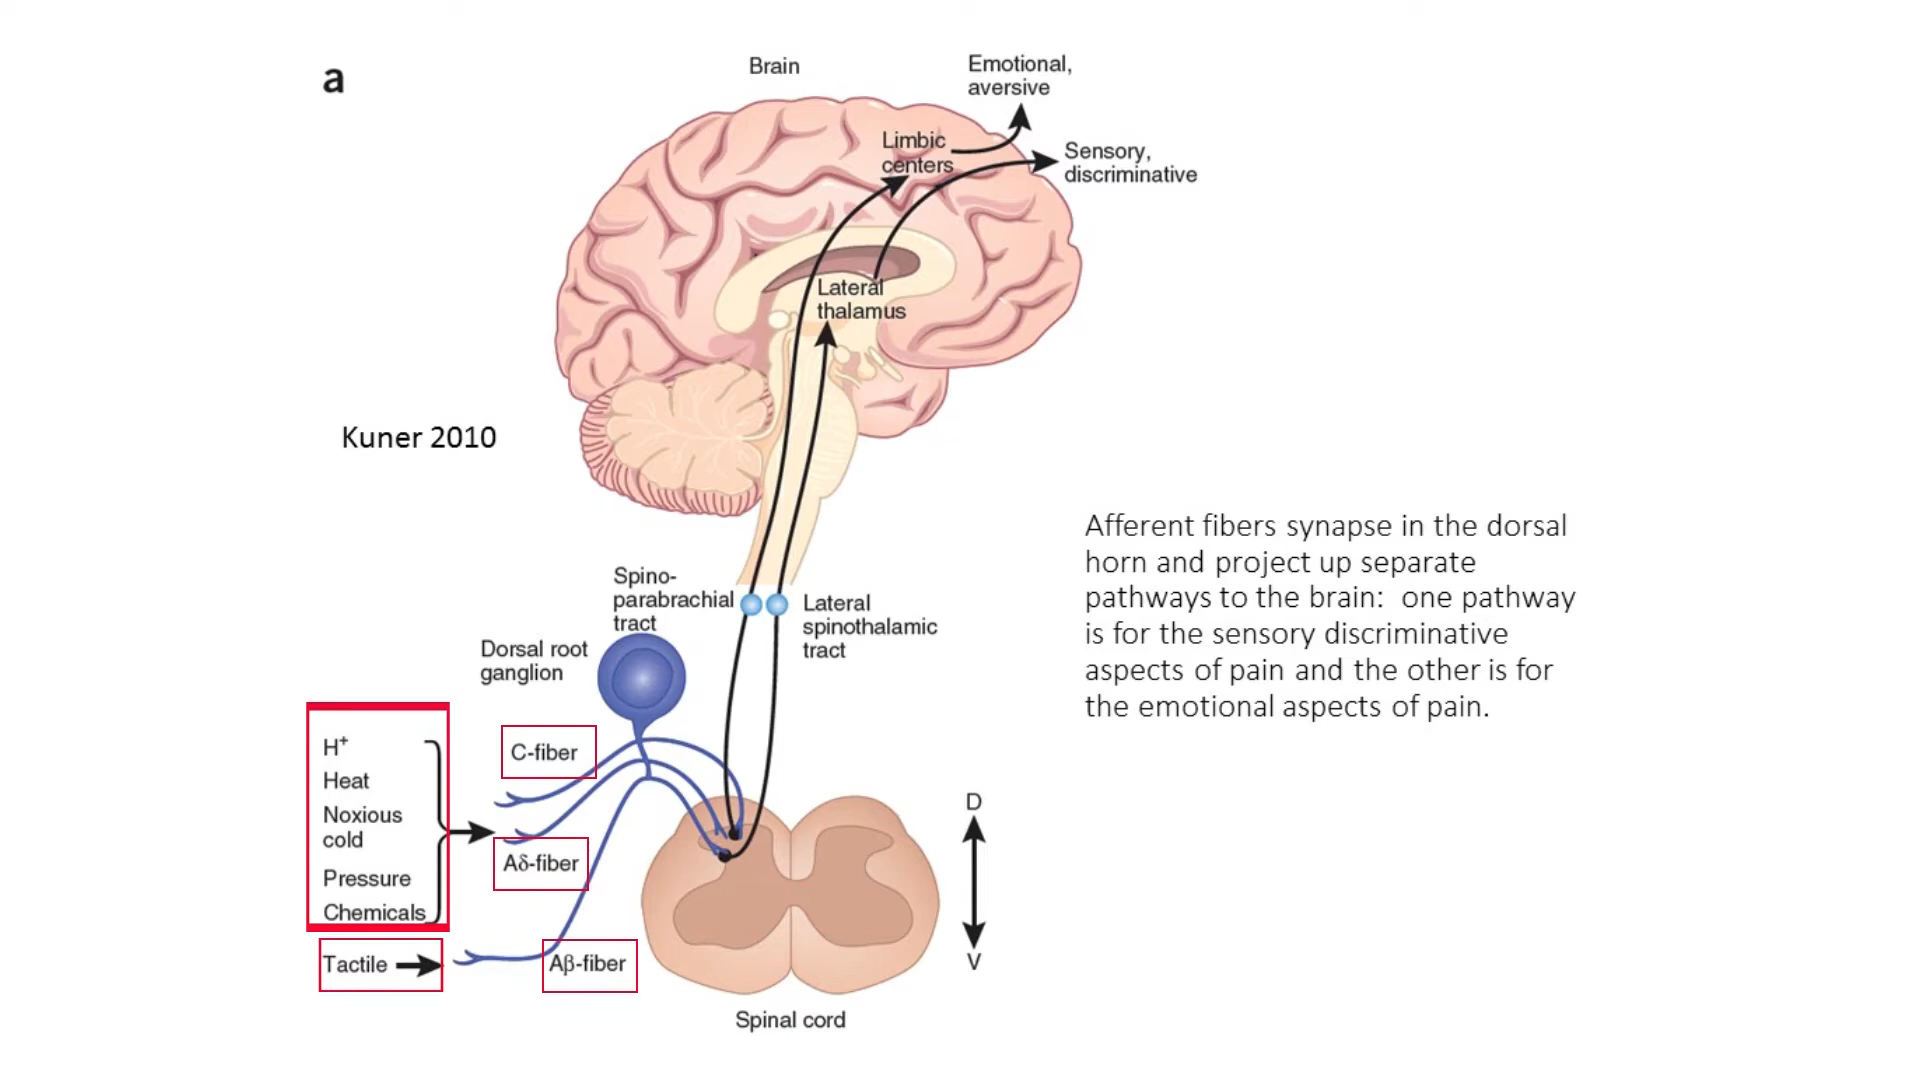 a
Brain
Emotional,
aversive
Limbic
centers
Sensory,
discriminative
Lateral
thalamus
Kuner 2010
Afferent fibers synapse in the dorsal
horn and project up separate
pathways to the brain:  one pathway
is for the sensory discriminative
aspects of pain and the other is for
the emotional aspects of pain.
Spino-
parabrachial
tract
Lateral
spinothalamic
tract
Dorsal root
ganglion
H⁺
Heat
Noxious
cold
Pressure
Chemicals
C-fiber
Aδ-fiber
Tactile
Aβ-fiber
D
V
Spinal cord